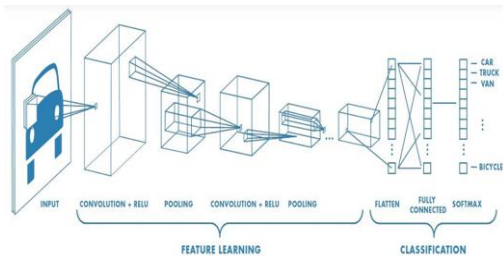 CAR
TRUCK
VAN
BICYCLE
INPUT
CONVOLUTION + RELU
POOLING
CONVOLUTION + RELU
POOLING
FLATTEN
FULLY
CONNECTED
SOFTMAX
FEATURE LEARNING
CLASSIFICATION